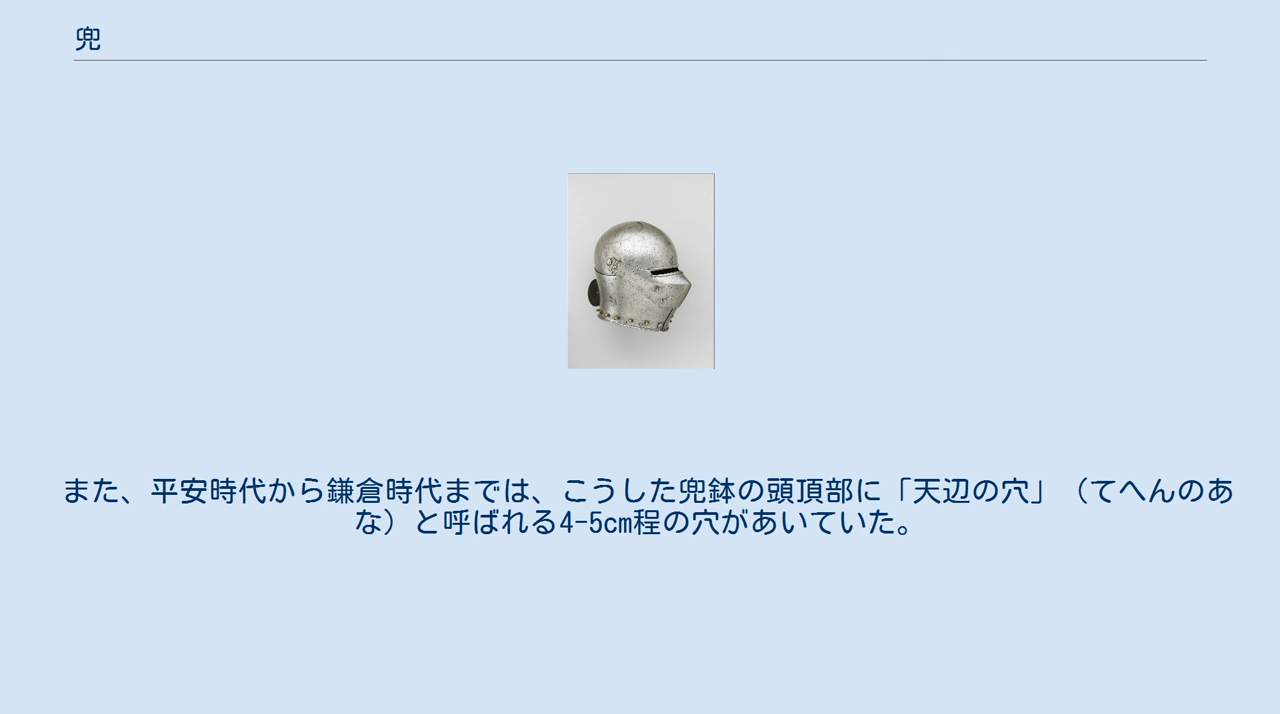 兜
また、平安時代から鎌倉時代までは、こうした兜鉢の頭頂部に「天辺の穴」（てへんのあ
な）と呼ばれる4-5cm程の穴があいていた。